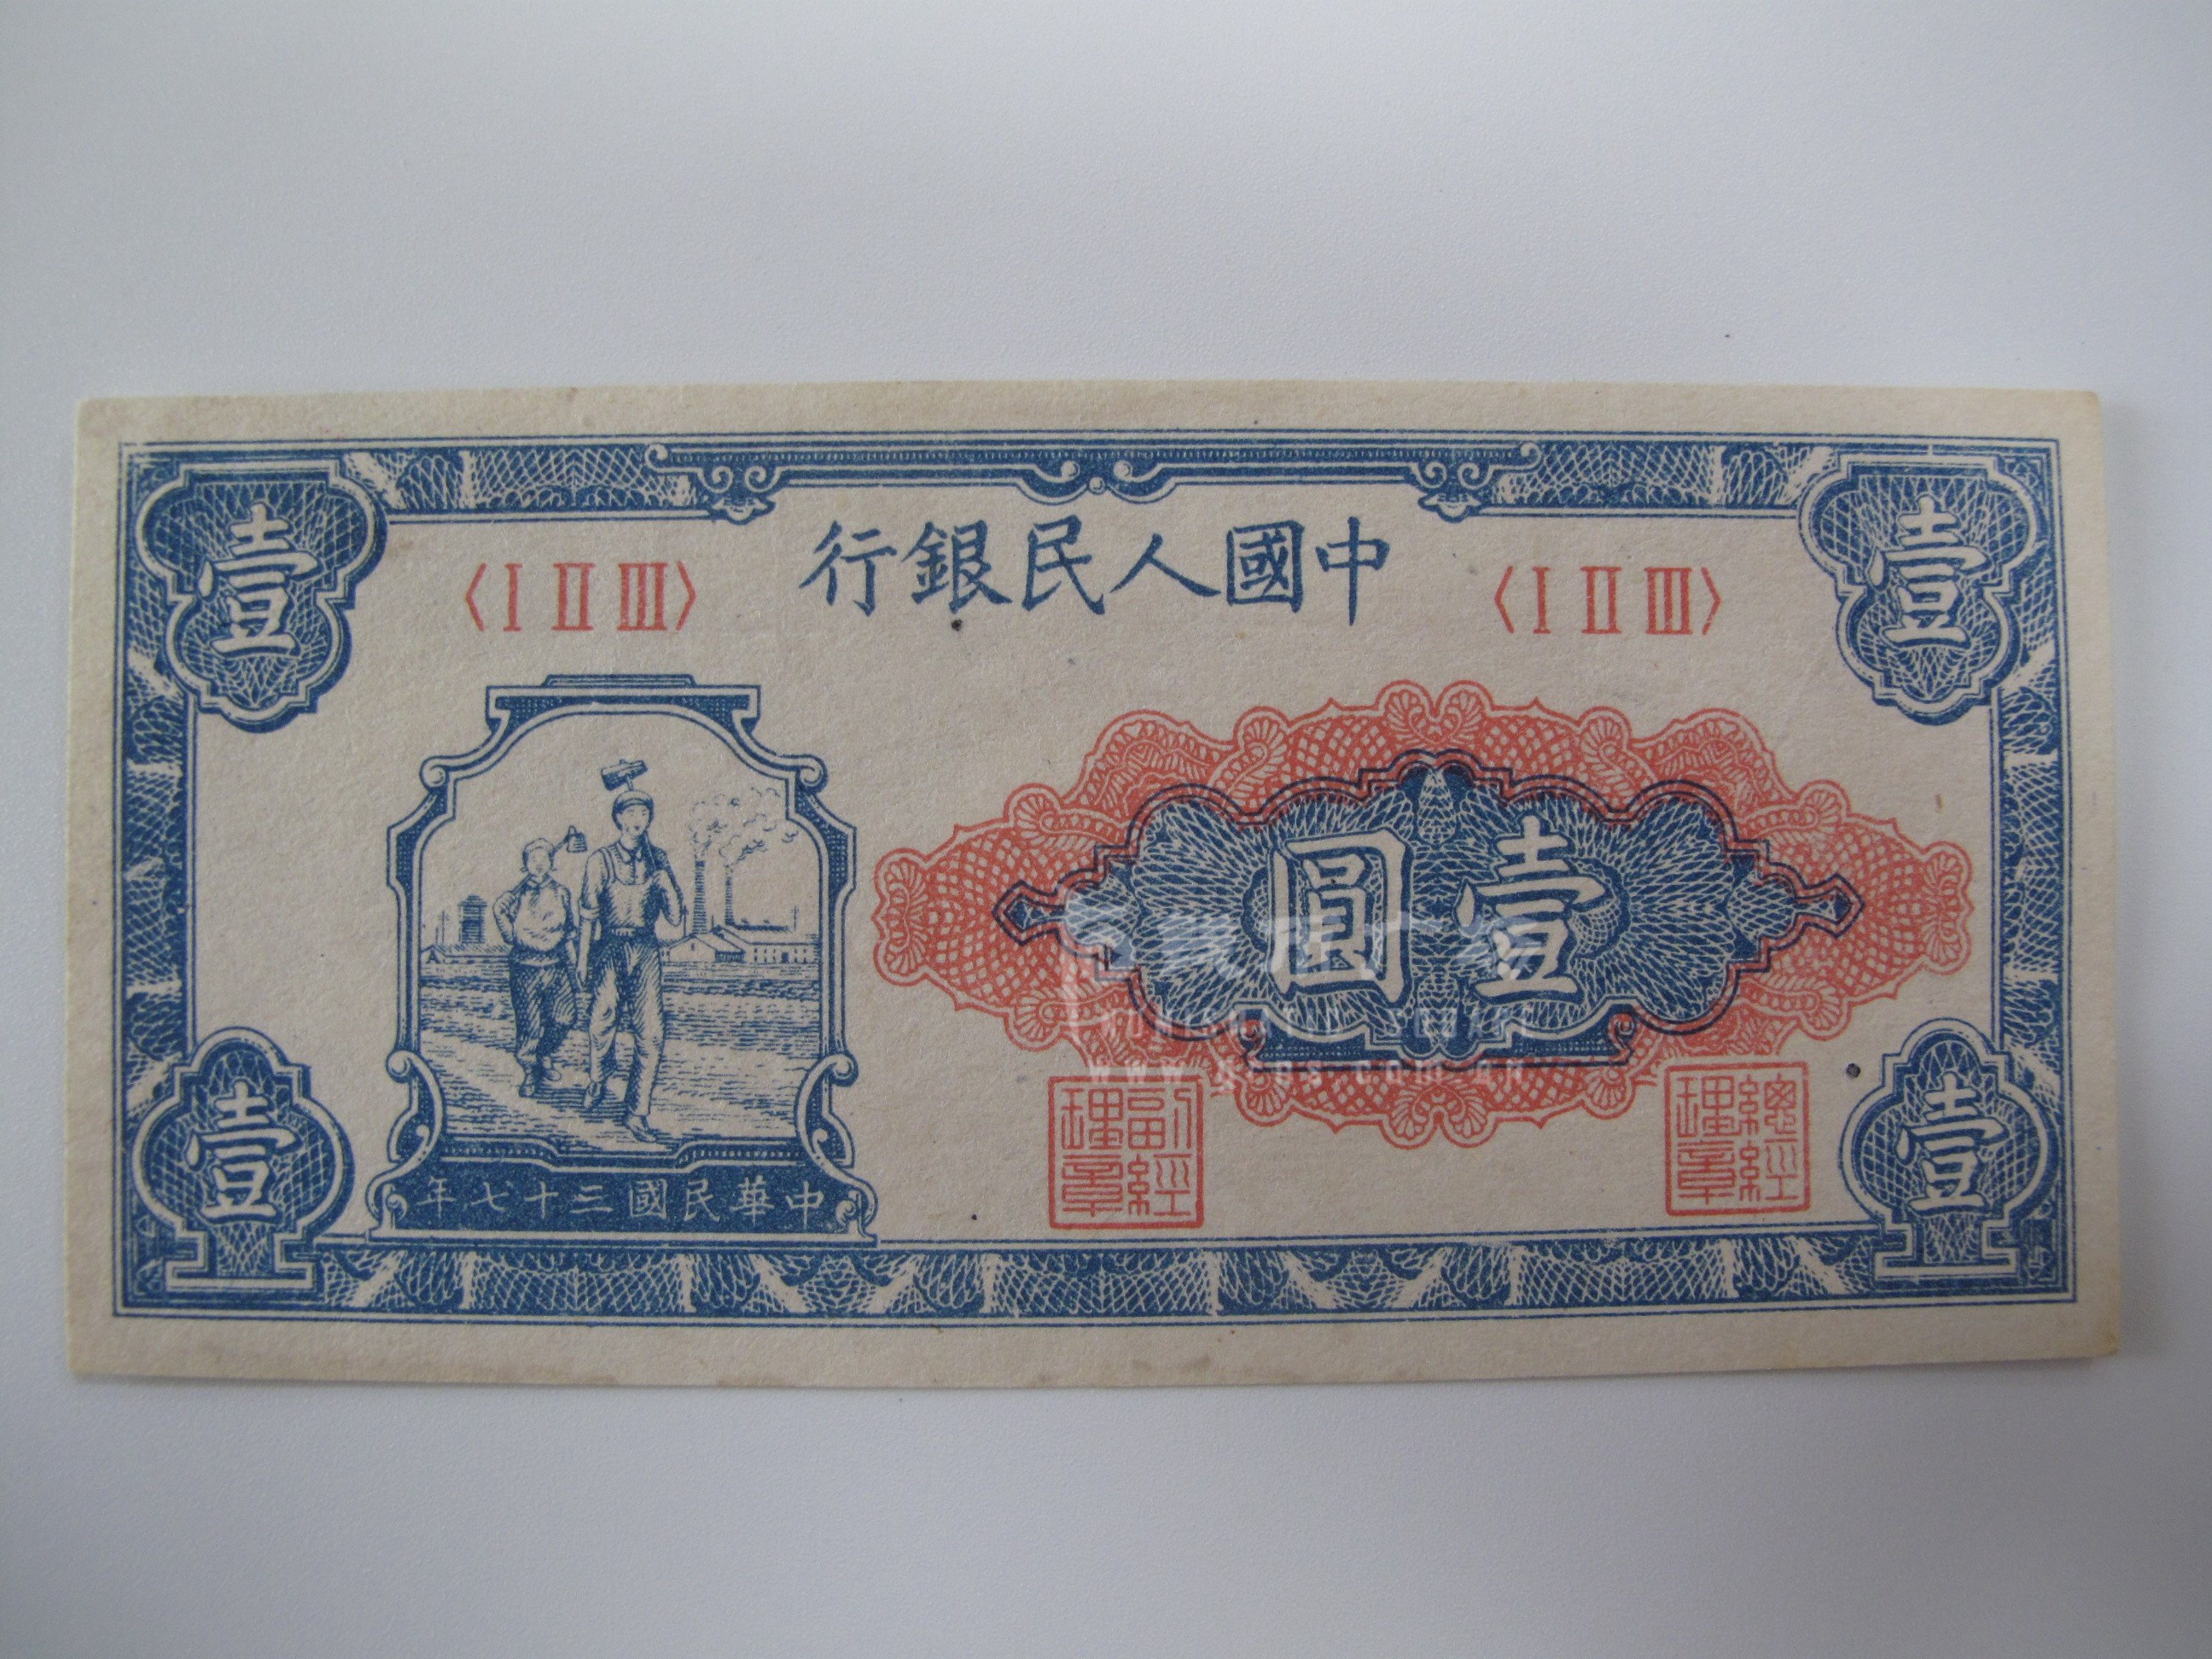 中國人民銀行
壹
壹
〈I II III〉
〈I II III〉
壹圓
中華民國三十七年
總經理章
副經理章
壹
壹